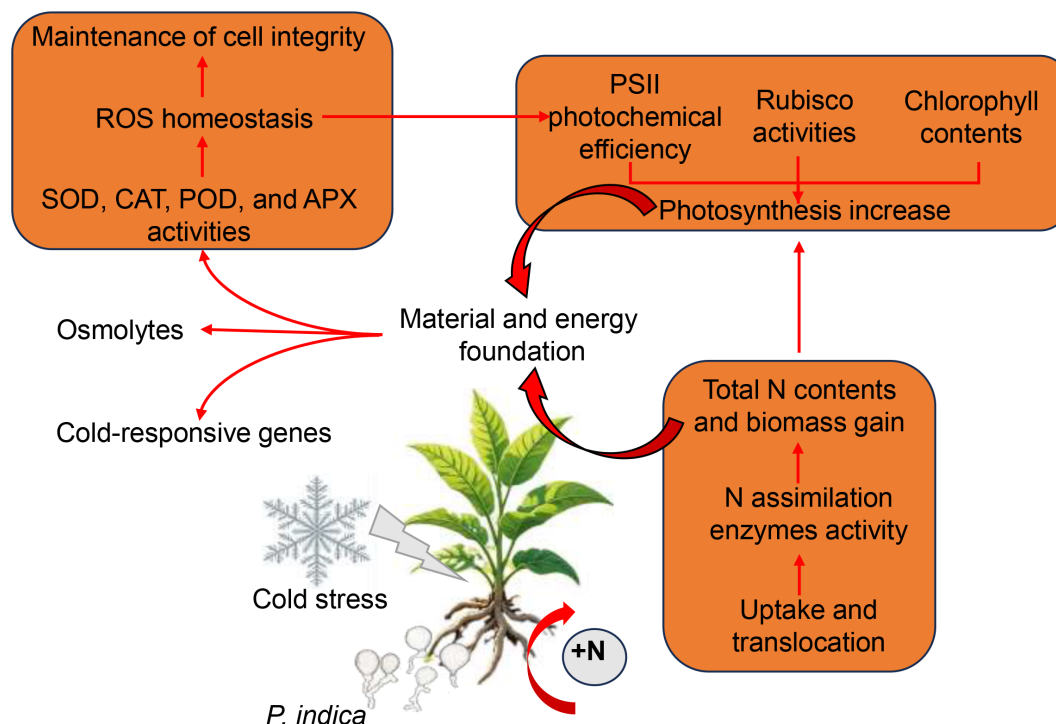 Maintenance of cell integrity
ROS homeostasis
SOD, CAT, POD, and APX
activities
PSII
photochemical
efficiency
Rubisco
activities
Chlorophyll
contents
Photosynthesis increase
Osmolytes
Cold-responsive genes
Material and energy
foundation
Total N contents
and biomass gain
N assimilation
enzymes activity
Uptake and
translocation
Cold stress
+N
P. indica